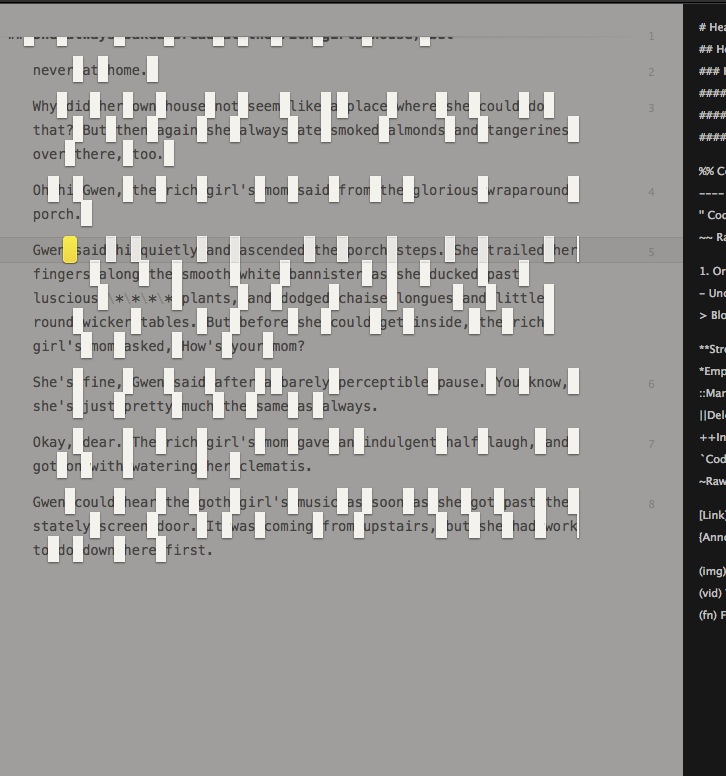 1
never at home.
2
Why did her own house not seem like a place where she could do
3
that? But then again she always ate smoked almonds and tangerines
over there, too.
Oh hi Gwen, the rich girl's mom said from the glorious wraparound
4
porch.
Gwen said hi quietly and ascended the porch steps. She trailed her
5
fingers along the smooth white bannister as she ducked past
luscious \*\*\*\* plants, and dodged chaise longues and little
round wicker tables. But before she could get inside, the rich
girl's mom asked, How's your mom?
She's fine, Gwen said after a barely perceptible pause. You know,
6
she's just pretty much the same as always.
Okay, dear. The rich girl's mom gave an indulgent half laugh, and
7
got on with watering her clematis.
Gwen could hear the goth girl's music as soon as she got past the
8
stately screen door. It was coming from upstairs, but she had work
to do down here first.
# Hea
## He
### H
####
####
####
%% Co
----
" Cod
~~ Ra
1. Or
- Uno
> Blo
**Stro
*Emp
::Mar
||Dele
++In
`Cod
~Raw
[Link]
{Anno
(img)
(vid)
(fn) F